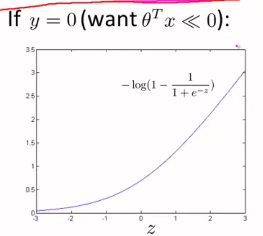 If y = 0 (want θᵀx ≪ 0):
3.5
3
− log(1 − 1/(1 + e⁻ᶻ))
2.5
2
1.5
1
0.5
0
-3 -2 -1 0 1 2 3
z